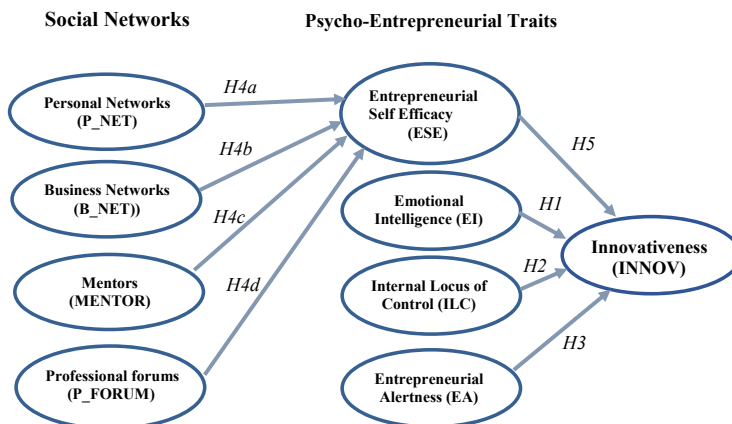 Social Networks
Psycho-Entrepreneurial Traits
Personal Networks
(P_NET)
H4a
Entrepreneurial
Self Efficacy
(ESE)
H5
Business Networks
(B_NET))
H4b
Emotional
Intelligence (EI)
H1
Innovativeness
(INNOV)
Mentors
(MENTOR)
H4c
Internal Locus of
Control (ILC)
H2
Professional forums
(P_FORUM)
H4d
Entrepreneurial
Alertness (EA)
H3